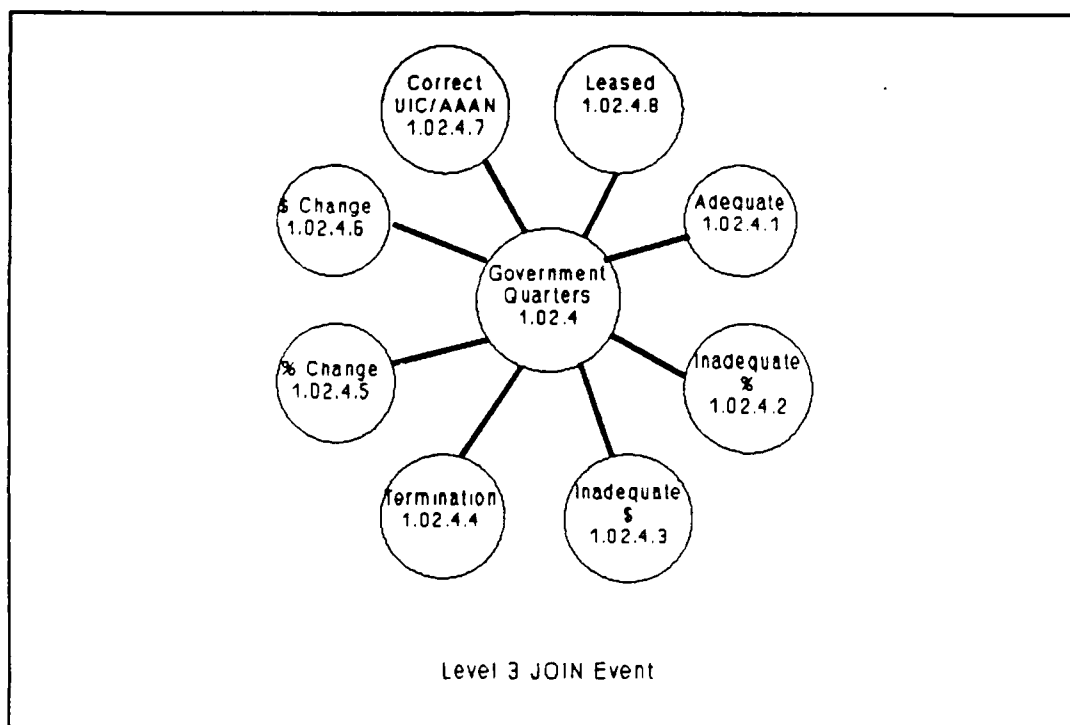 Correct
UIC/AAAN
1.02.4.7
Leased
1.02.4.8
$ Change
1.02.4.6
Adequate
1.02.4.1
Government
Quarters
1.02.4
% Change
1.02.4.5
Inadequate
%
1.02.4.2
Termination
1.02.4.4
Inadequate
$
1.02.4.3
Level 3 JOIN Event